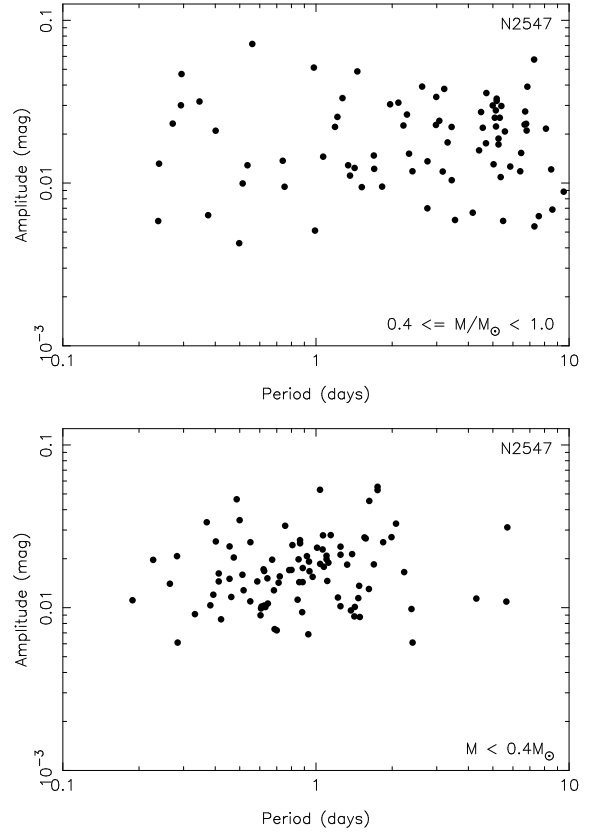 N2547
0.1
0.01
10⁻³
Amplitude (mag)
0.4 <= M/M⊙ < 1.0
0.1 1 10
Period (days)
N2547
0.1
0.01
10⁻³
Amplitude (mag)
M < 0.4M⊙
0.1 1 10
Period (days)